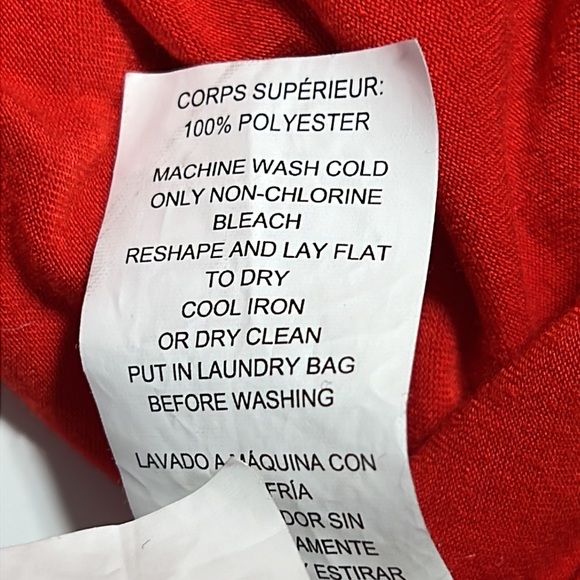 CORPS SUPÉRIEUR:
100% POLYESTER
MACHINE WASH COLD
ONLY NON-CHLORINE
BLEACH
RESHAPE AND LAY FLAT
TO DRY
COOL IRON
OR DRY CLEAN
PUT IN LAUNDRY BAG
BEFORE WASHING
LAVADO A MÁQUINA CON
FRÍA
DOR SIN
AMENTE
Y ESTIRAR